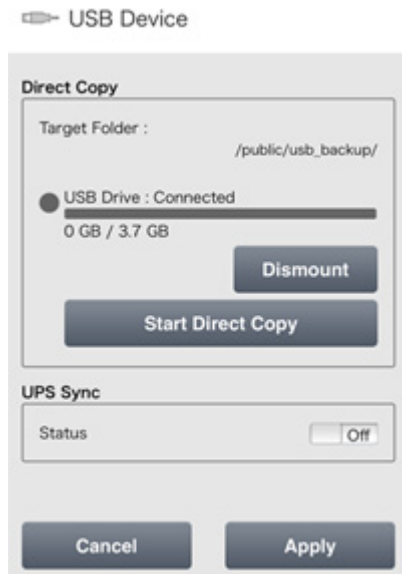 USB Device
Direct Copy
Target Folder :
/public/usb_backup/
USB Drive : Connected
0 GB / 3.7 GB
Dismount
Start Direct Copy
UPS Sync
Status
Off
Cancel
Apply